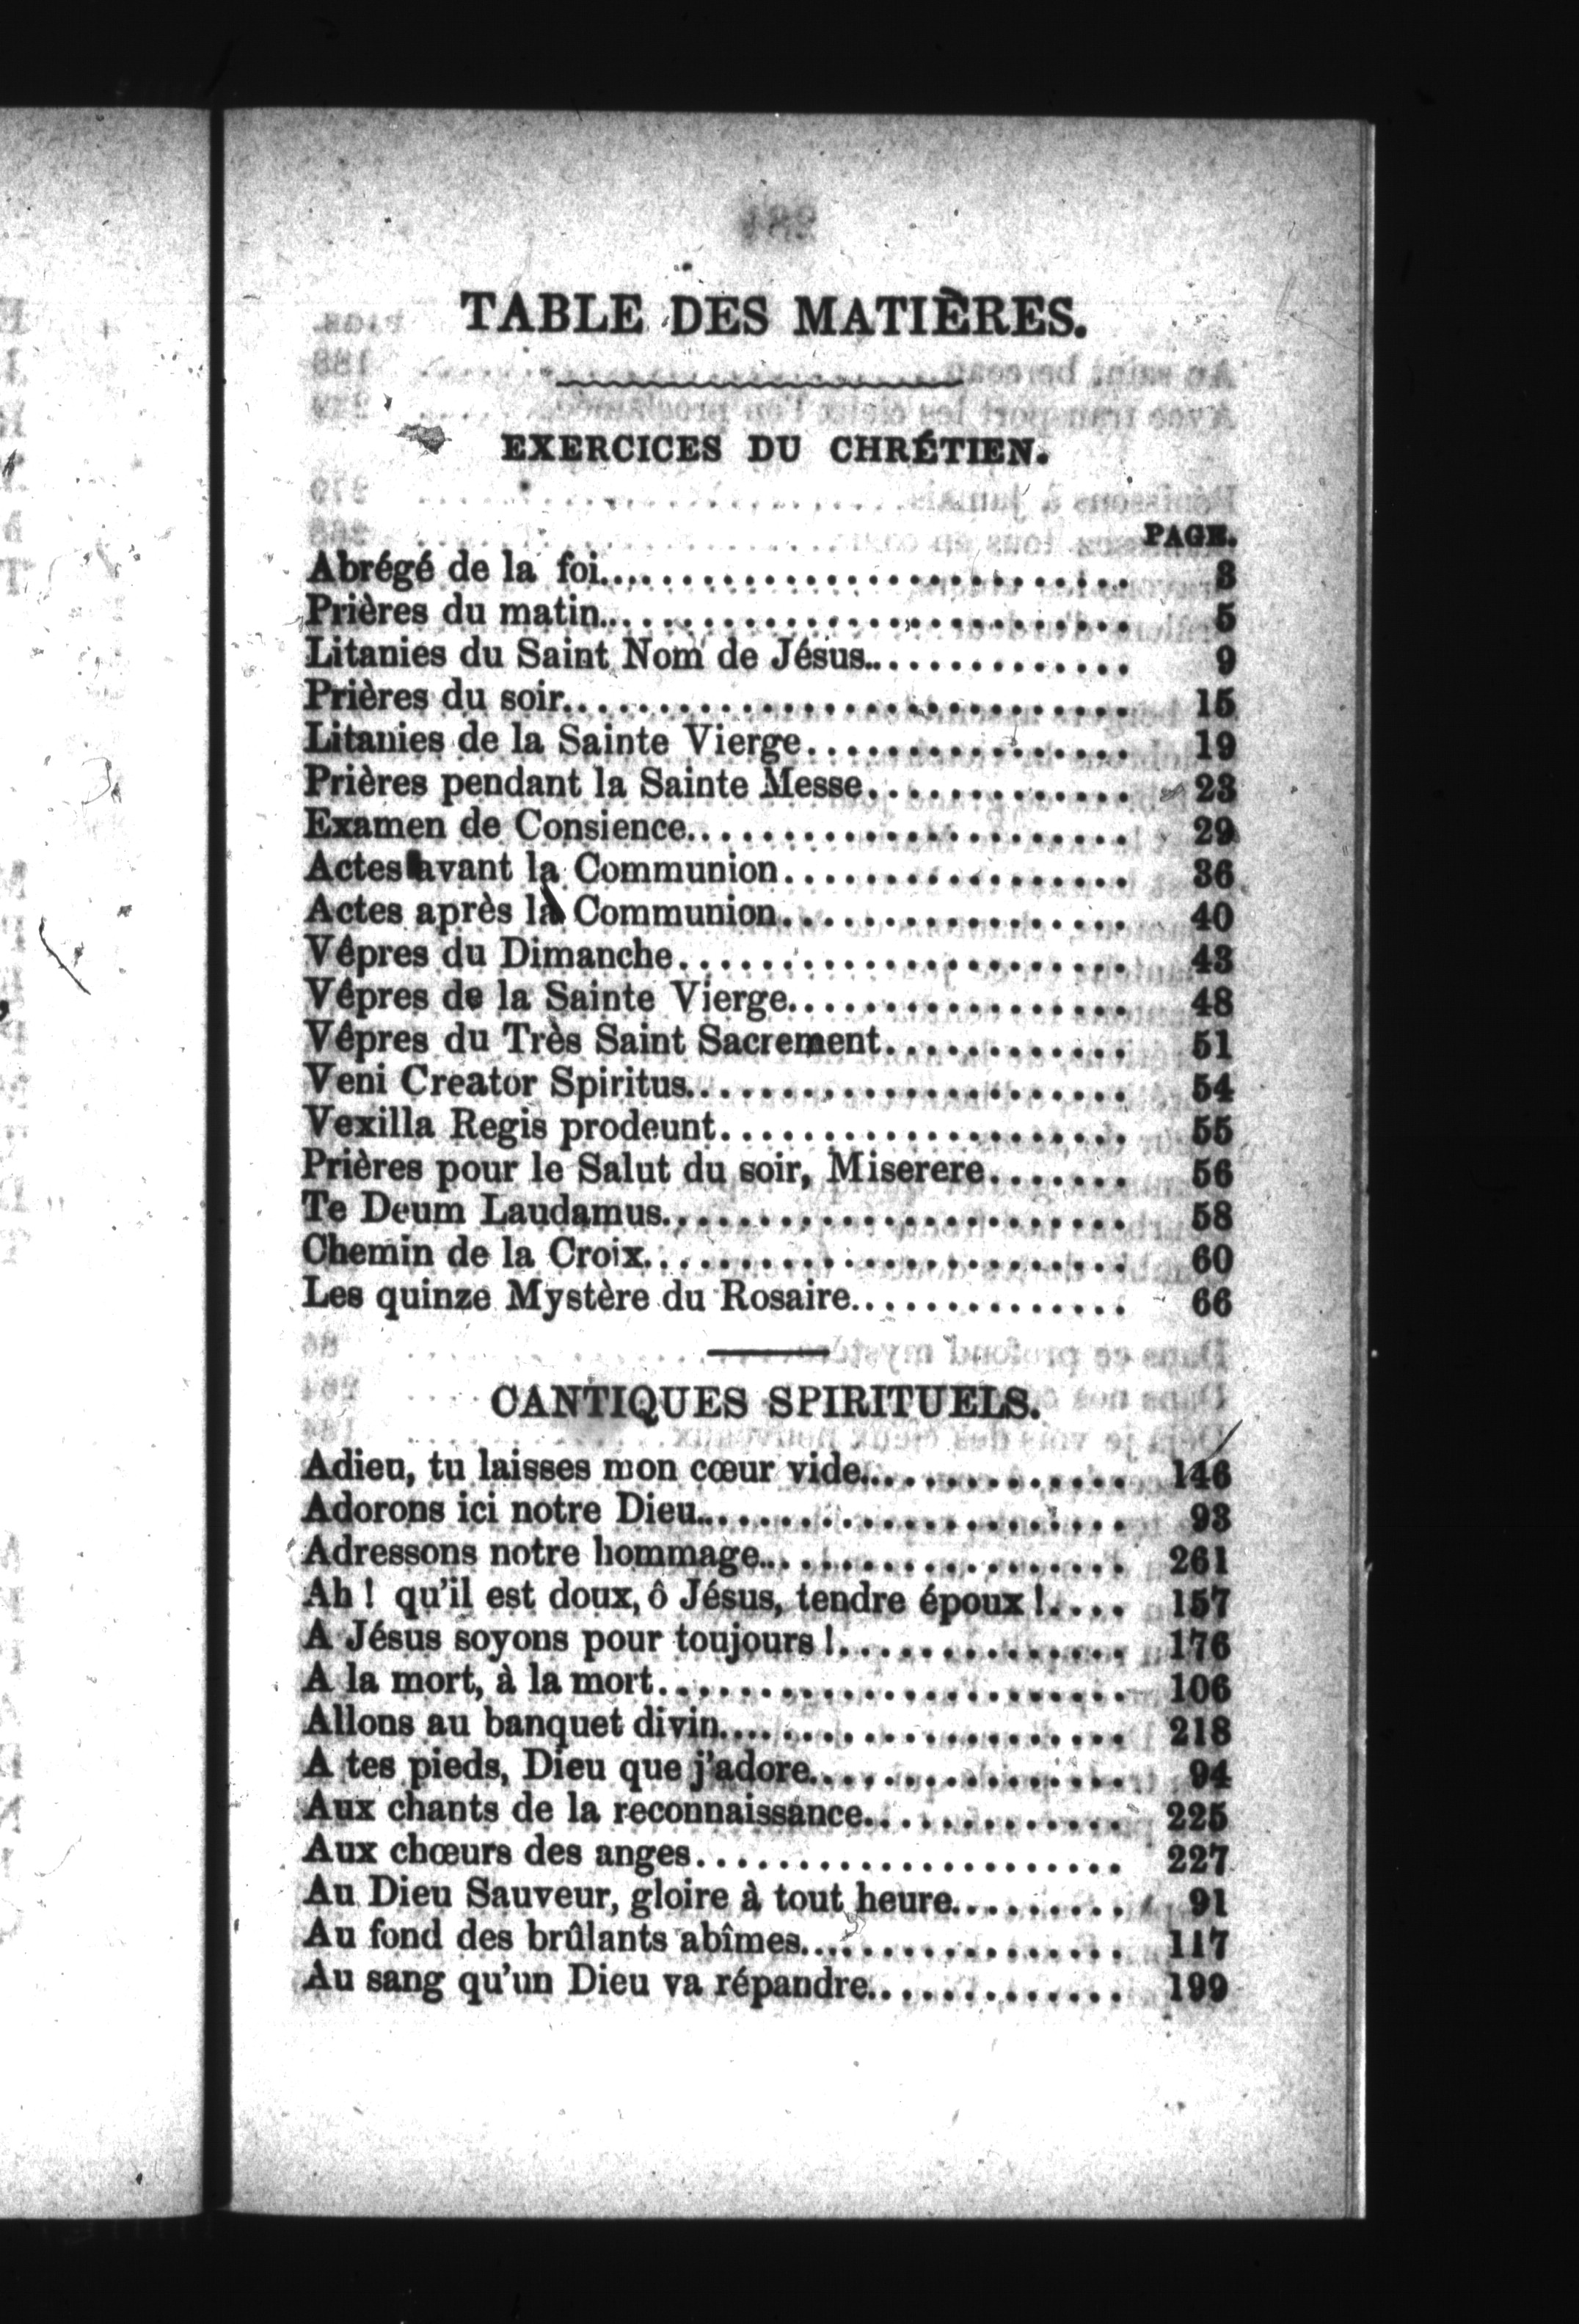 TABLE DES MATIÈRES.
EXERCICES DU CHRÉTIEN.
PAGE.
Abrégé de la foi............................ 3
Prières du matin............................ 5
Litanies du Saint Nom de Jésus.............. 9
Prières du soir............................ 15
Litanies de la Sainte Vierge................ 19
Prières pendant la Sainte Messe............. 23
Examen de Consience...................... 29
Actes avant la Communion................. 36
Actes après la Communion................. 40
Vêpres du Dimanche...................... 43
Vêpres de la Sainte Vierge................. 48
Vêpres du Très Saint Sacrement............ 51
Veni Creator Spiritus...................... 54
Vexilla Regis prodeunt.................... 55
Prières pour le Salut du soir, Miserere....... 56
Te Deum Laudamus....................... 58
Chemin de la Croix........................ 60
Les quinze Mystère du Rosaire.............. 66
CANTIQUES SPIRITUELS.
Adieu, tu laisses mon cœur vide............. 146
Adorons ici notre Dieu...................... 93
Adressons notre hommage.................. 261
Ah ! qu'il est doux, ô Jésus, tendre époux !.... 157
A Jésus soyons pour toujours !.............. 176
A la mort, à la mort....................... 106
Allons au banquet divin.................... 218
A tes pieds, Dieu que j'adore................ 94
Aux chants de la reconnaissance............. 225
Aux chœurs des anges..................... 227
Au Dieu Sauveur, gloire à tout heure......... 91
Au fond des brûlants abîmes................ 117
Au sang qu'un Dieu va répandre............. 199